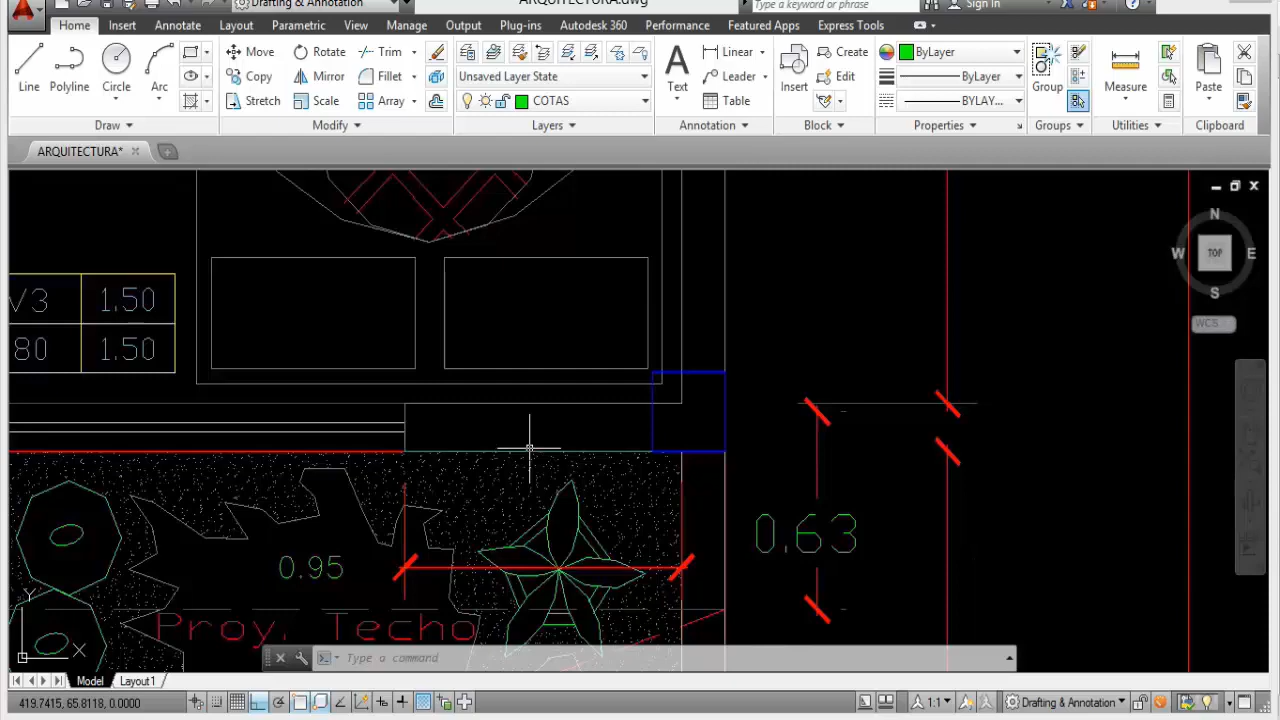 Drafting & Annotation ARQUITECTURA.dwg Type a keyword or phrase Sign In
Home Insert Annotate Layout Parametric View Manage Output Plug-ins Autodesk 360 Performance Featured Apps Express Tools
Move Rotate Trim Linear Create ByLayer
Unsaved Layer State Leader Edit ByLayer
Line Polyline Circle Arc Copy Mirror Fillet Text Insert Group Measure Paste
Stretch Scale Array COTAS Table BYLAY...
Draw Modify Layers Annotation Block Properties Groups Utilities Clipboard
ARQUITECTURA*
N
W TOP E
S
WCS
V3 1.50
80 1.50
0.63
0.95
Proy. Techo
Y
X
Type a command
Model Layout1
419.7415, 65.8118, 0.0000 1:1 Drafting & Annotation